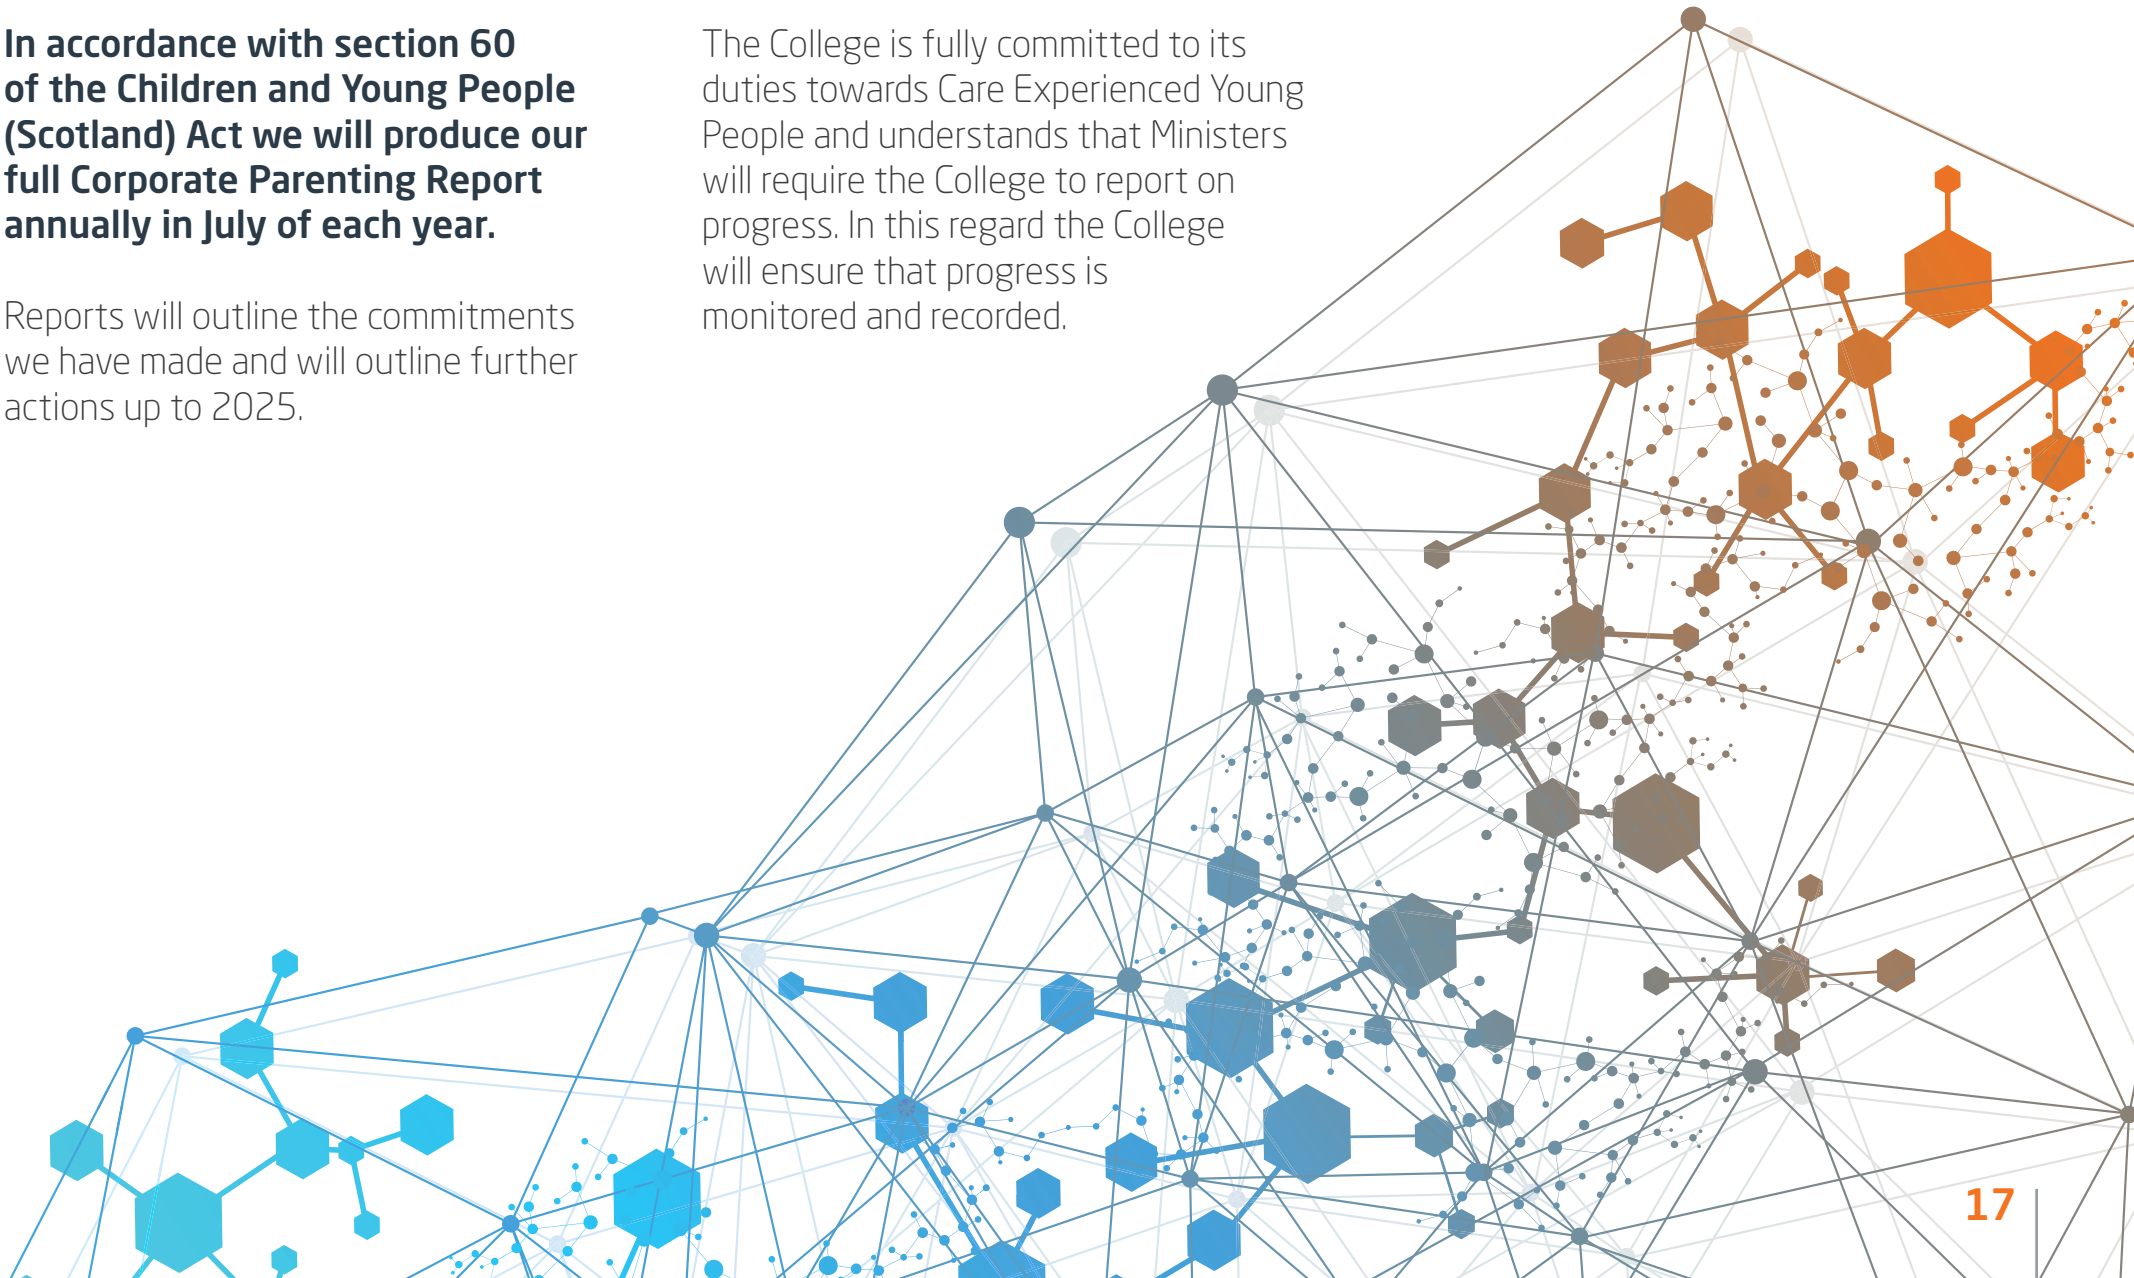 In accordance with section 60
of the Children and Young People
(Scotland) Act we will produce our
full Corporate Parenting Report
annually in July of each year.
Reports will outline the commitments
we have made and will outline further
actions up to 2025.
The College is fully committed to its
duties towards Care Experienced Young
People and understands that Ministers
will require the College to report on
progress. In this regard the College
will ensure that progress is
monitored and recorded.
17